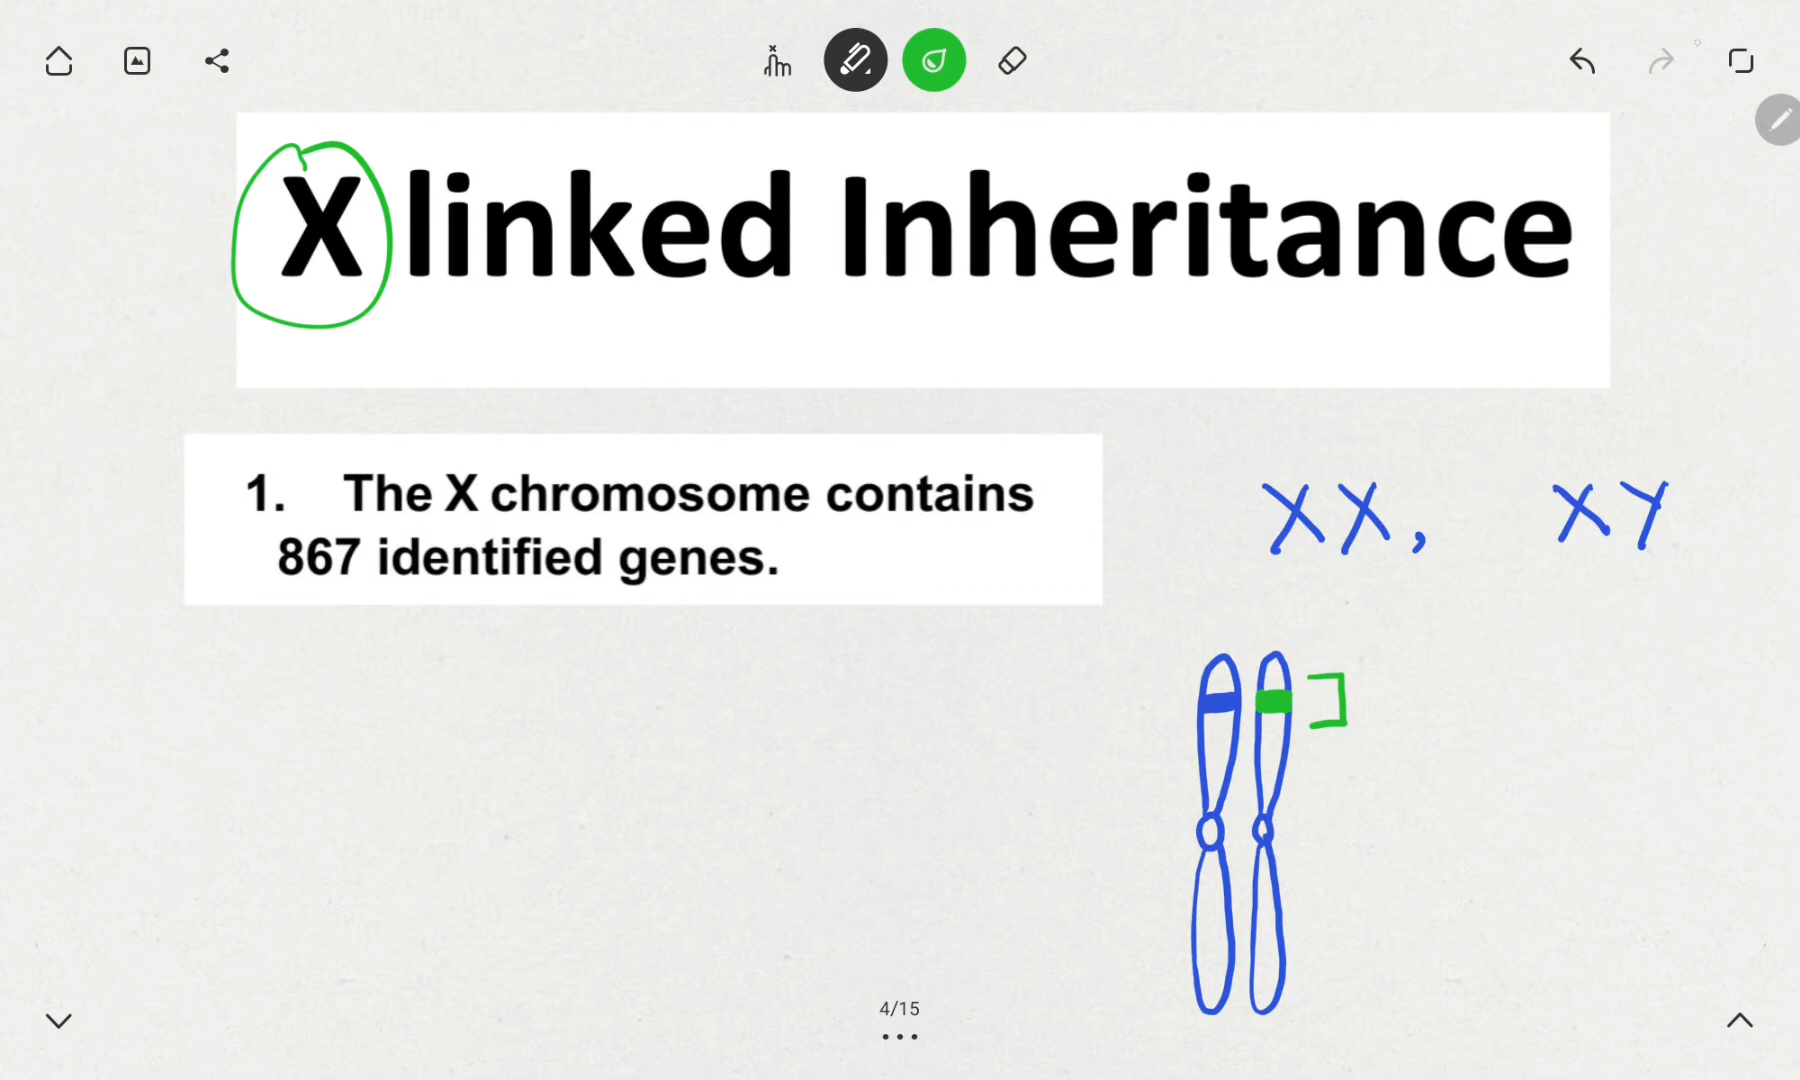 X linked Inheritance
1. The X chromosome contains
867 identified genes.
XX, XY
4/15